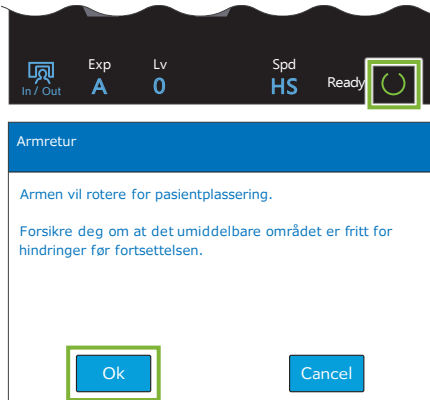 Exp Lv Spd
In / Out A 0 HS Ready
Armretur
Armen vil rotere for pasientplassering.
Forsikre deg om at det umiddelbare området er fritt for
hindringer før fortsettelsen.
Ok Cancel